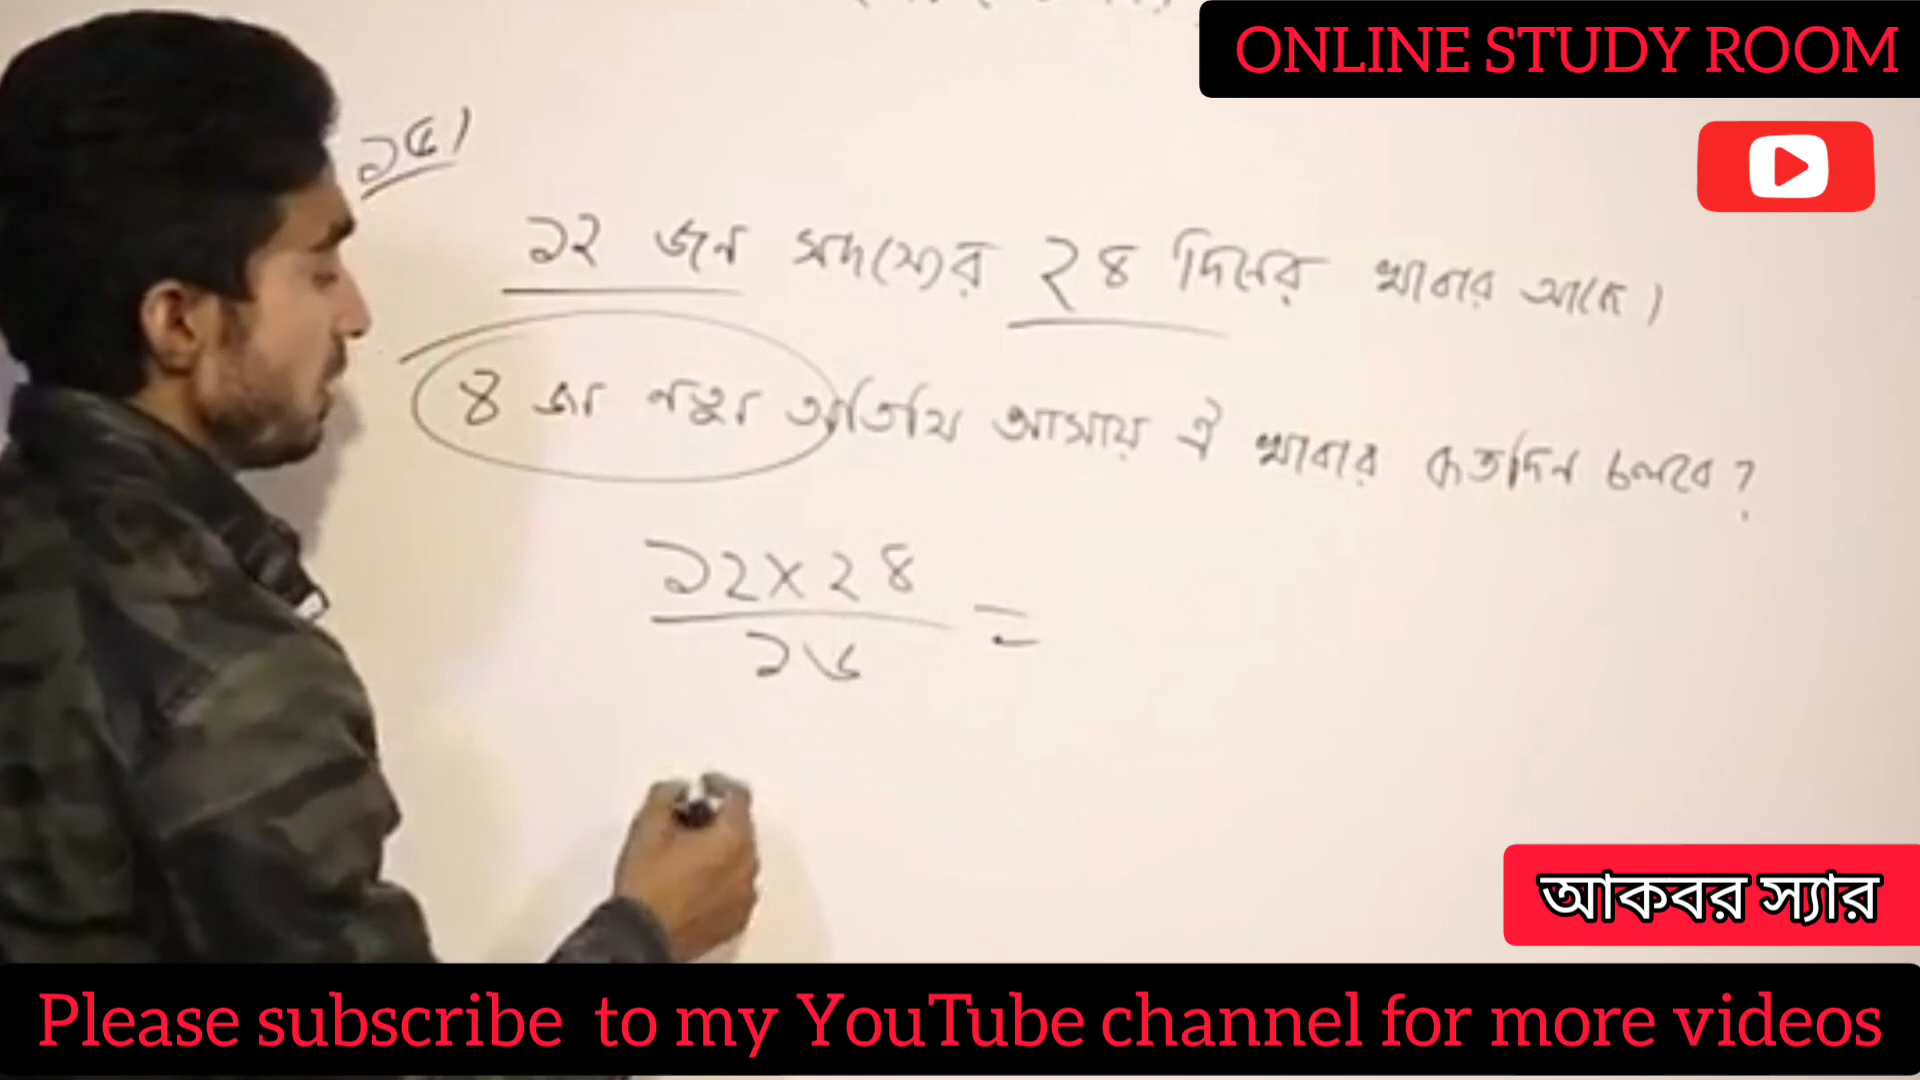 ONLINE STUDY ROOM
১৫।
১২ জন সদস্যের ২৪ দিনের খাবার আছে।
৪ জন নতুন অতিথি আসায় ঐ খাবার কতদিন চলবে?
১২×২৪
১৬
=
আকবর স্যার
Please subscribe to my YouTube channel for more videos